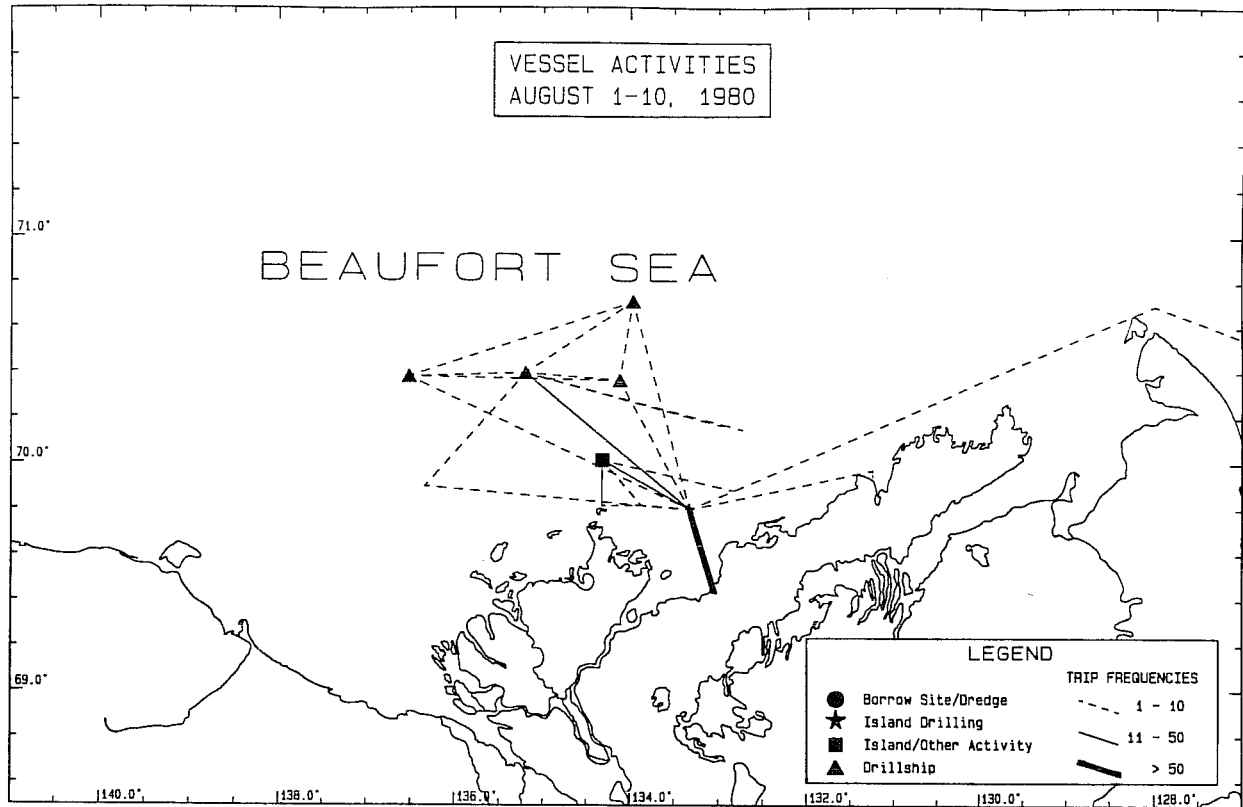 VESSEL ACTIVITIES
AUGUST 1-10, 1980
71.0°
BEAUFORT SEA
70.0°
69.0°
LEGEND
TRIP FREQUENCIES
Borrow Site/Dredge
1 - 10
Island Drilling
11 - 50
Island/Other Activity
> 50
Drillship
140.0° 138.0° 136.0° 134.0° 132.0° 130.0° 128.0°